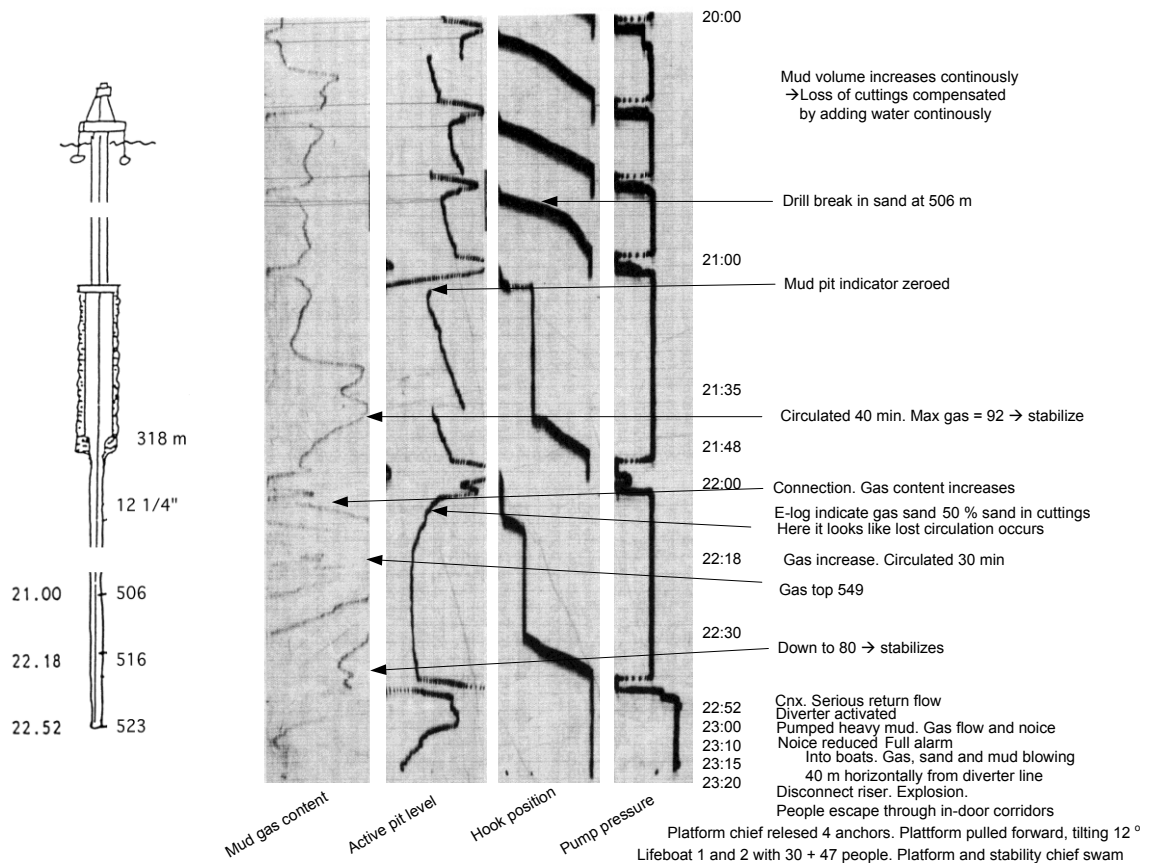 20:00
Mud volume increases continously
→Loss of cuttings compensated
by adding water continously
Drill break in sand at 506 m
21:00
Mud pit indicator zeroed
21:35
Circulated 40 min. Max gas = 92 → stabilize
318 m
21:48
22:00
Connection. Gas content increases
12 1/4"
E-log indicate gas sand 50 % sand in cuttings
Here it looks like lost circulation occurs
22:18
Gas increase. Circulated 30 min
Gas top 549
21.00
506
22:30
Down to 80 → stabilizes
22.18
516
22.52
523
22:52
Cnx. Serious return flow
Diverter activated
23:00
Pumped heavy mud. Gas flow and noice
23:10
Noice reduced Full alarm
23:15
Into boats. Gas, sand and mud blowing
40 m horizontally from diverter line
23:20
Disconnect riser. Explosion.
People escape through in-door corridors
Mud gas content
Active pit level
Hook position
Pump pressure
Platform chief relesed 4 anchors. Plattform pulled forward, tilting 12 °
Lifeboat 1 and 2 with 30 + 47 people. Platform and stability chief swam